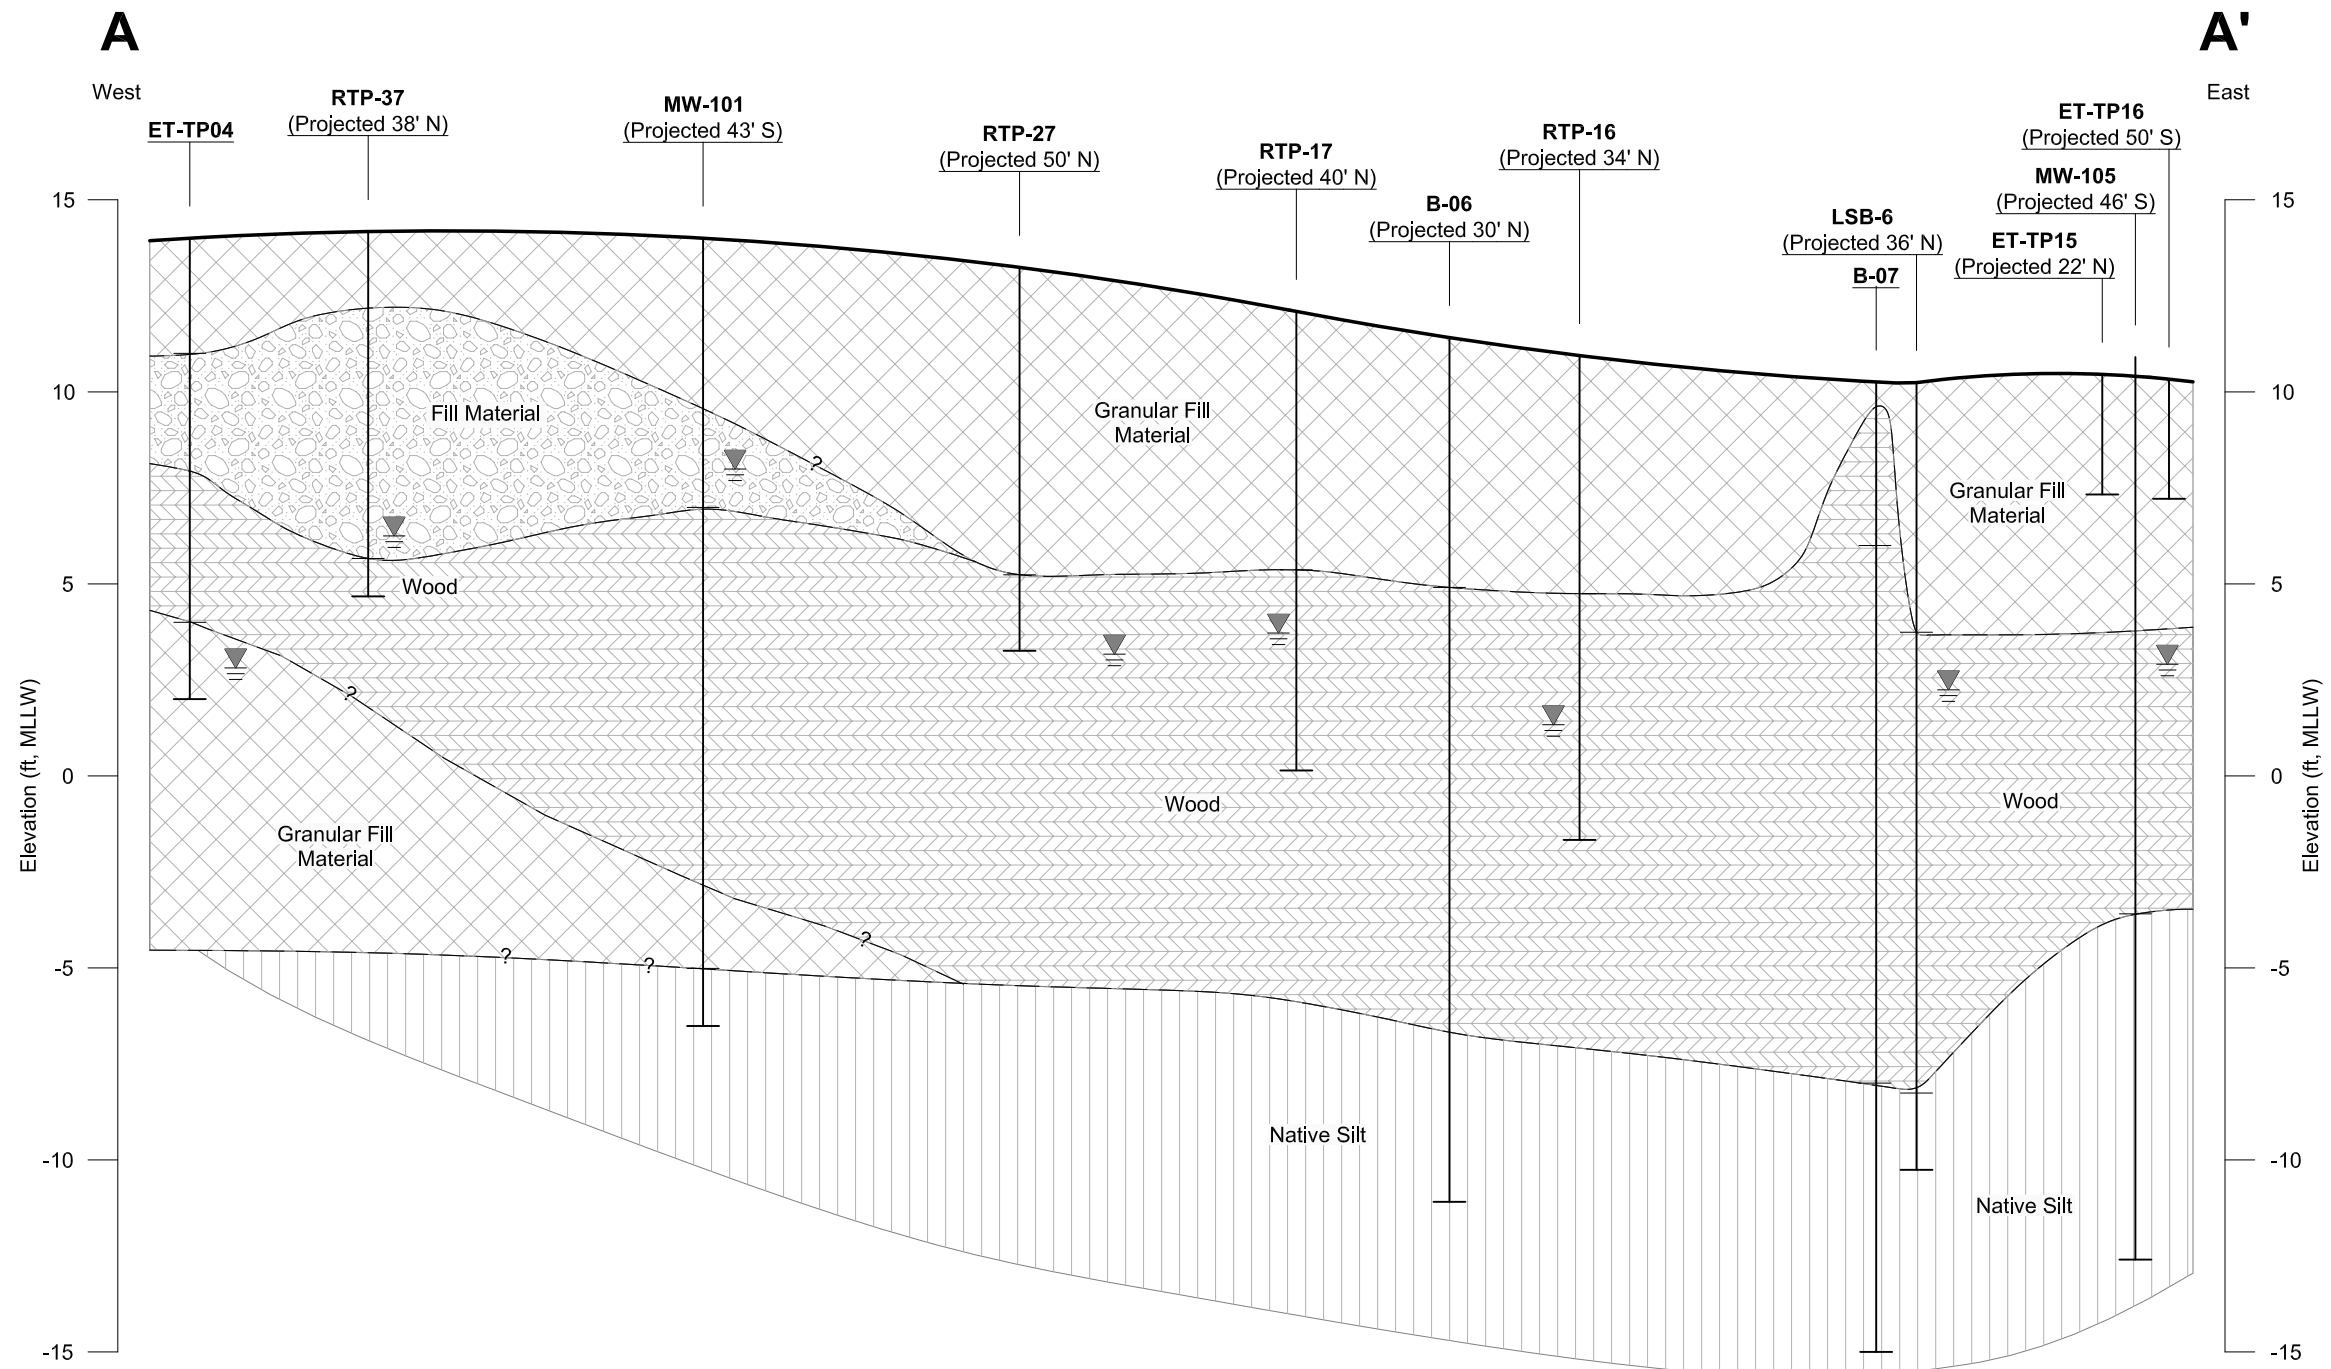 A
A'
West
East
ET-TP04
RTP-37
(Projected 38' N)
MW-101
(Projected 43' S)
RTP-27
(Projected 50' N)
RTP-17
(Projected 40' N)
B-06
(Projected 30' N)
RTP-16
(Projected 34' N)
LSB-6
(Projected 36' N)
B-07
ET-TP16
(Projected 50' S)
MW-105
(Projected 46' S)
ET-TP15
(Projected 22' N)
15
10
5
0
-5
-10
-15
Elevation (ft, MLLW)
Fill Material
Granular Fill
Material
?
Granular Fill
Material
Wood
?
Wood
Wood
Granular Fill
Material
?
?
?
Native Silt
Native Silt
15
10
5
0
-5
-10
-15
Elevation (ft, MLLW)